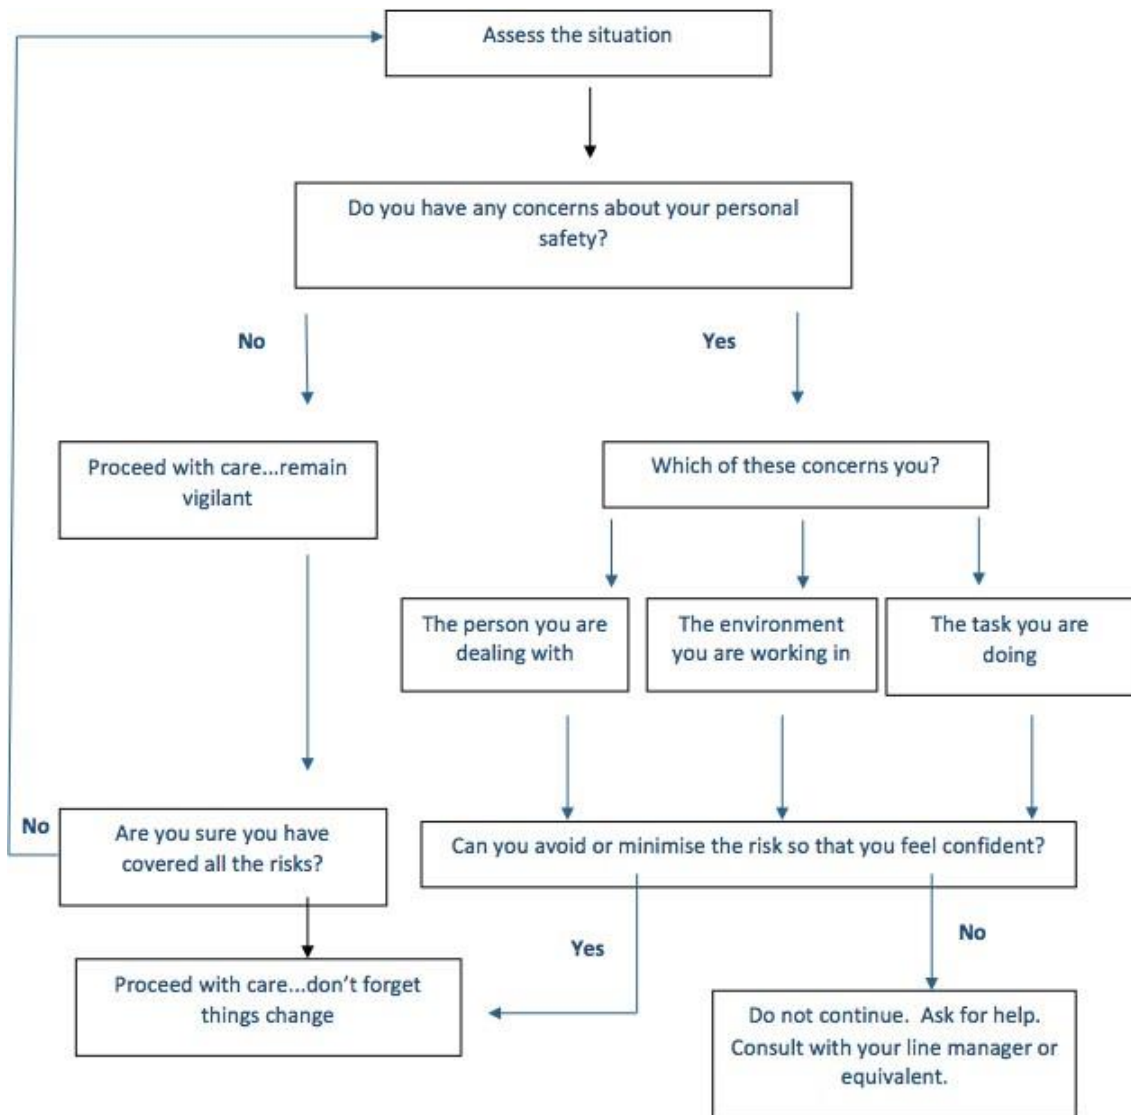 Assess the situation
Do you have any concerns about your personal
safety?
No
Yes
Proceed with care...remain
vigilant
Which of these concerns you?
The person you are
dealing with
The environment
you are working in
The task you are
doing
No
Are you sure you have
covered all the risks?
Can you avoid or minimise the risk so that you feel confident?
Yes
No
Proceed with care...don't forget
things change
Do not continue. Ask for help.
Consult with your line manager or
equivalent.